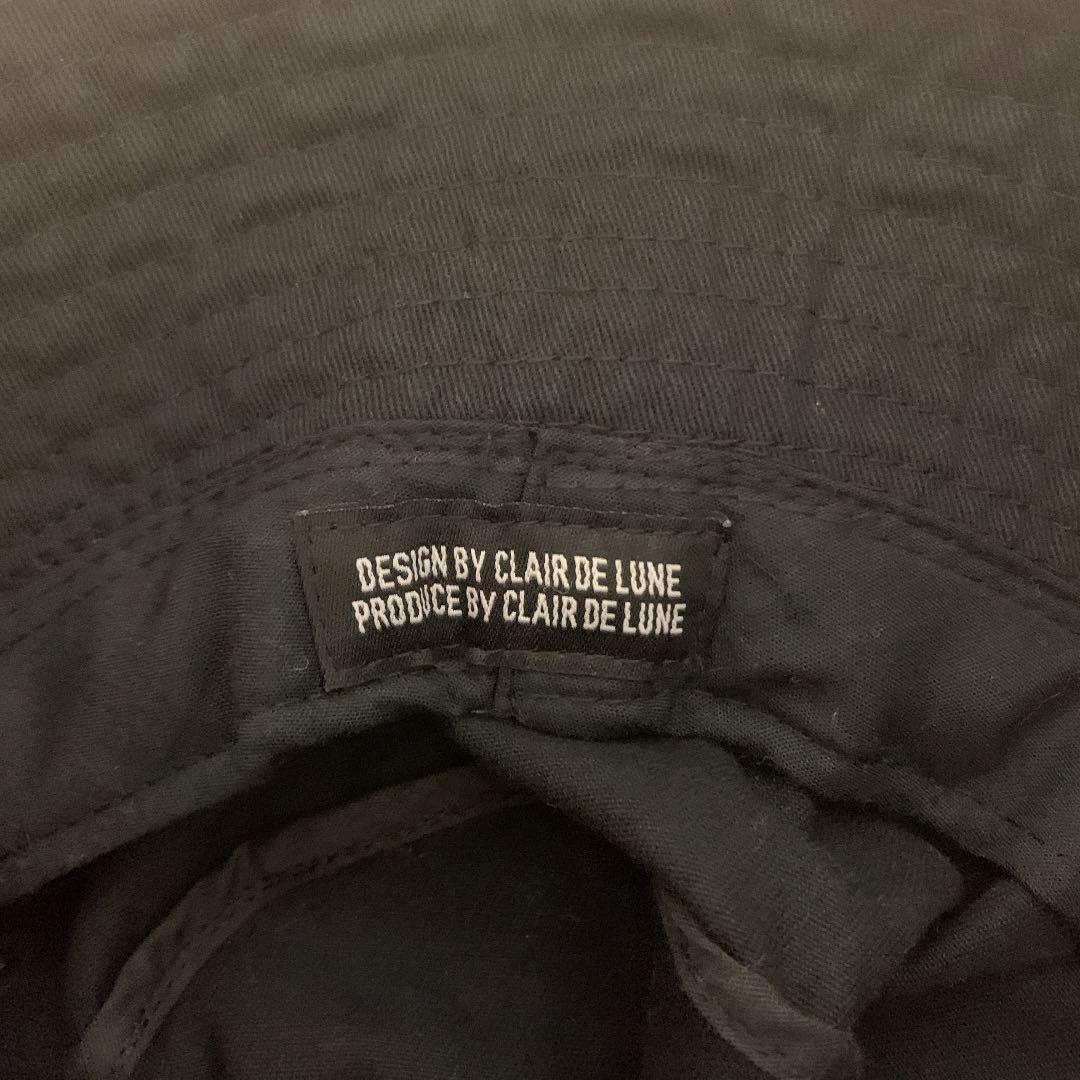 DESIGN BY CLAIR DE LUNE
PRODUCE BY CLAIR DE LUNE